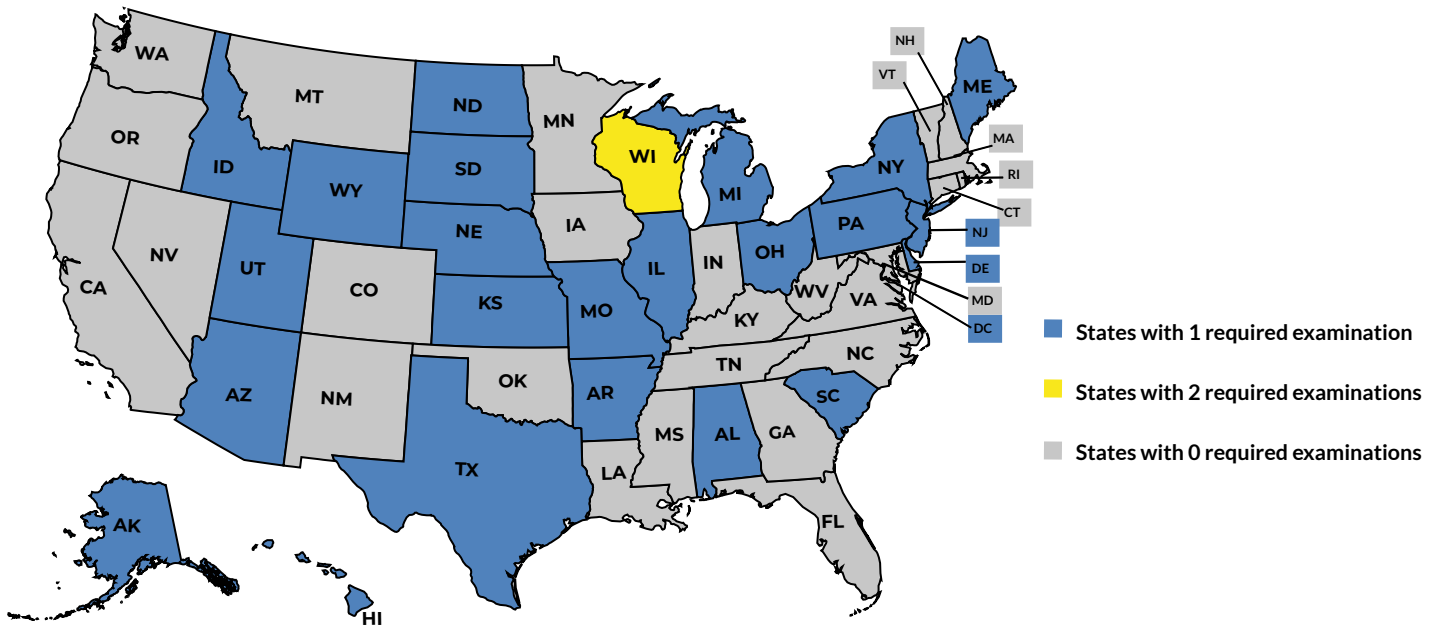 WA
MT
ND
MN
OR
ID
SD
WI
WY
MI
NY
ME
NH
VT
MA
RI
CT
NJ
DE
MD
DC
NE
IA
PA
NV
UT
CO
IL
IN
OH
CA
KS
MO
WV
VA
KY
AZ
NM
OK
AR
TN
NC
SC
TX
LA
MS
AL
GA
FL
AK
HI
States with 1 required examination
States with 2 required examinations
States with 0 required examinations